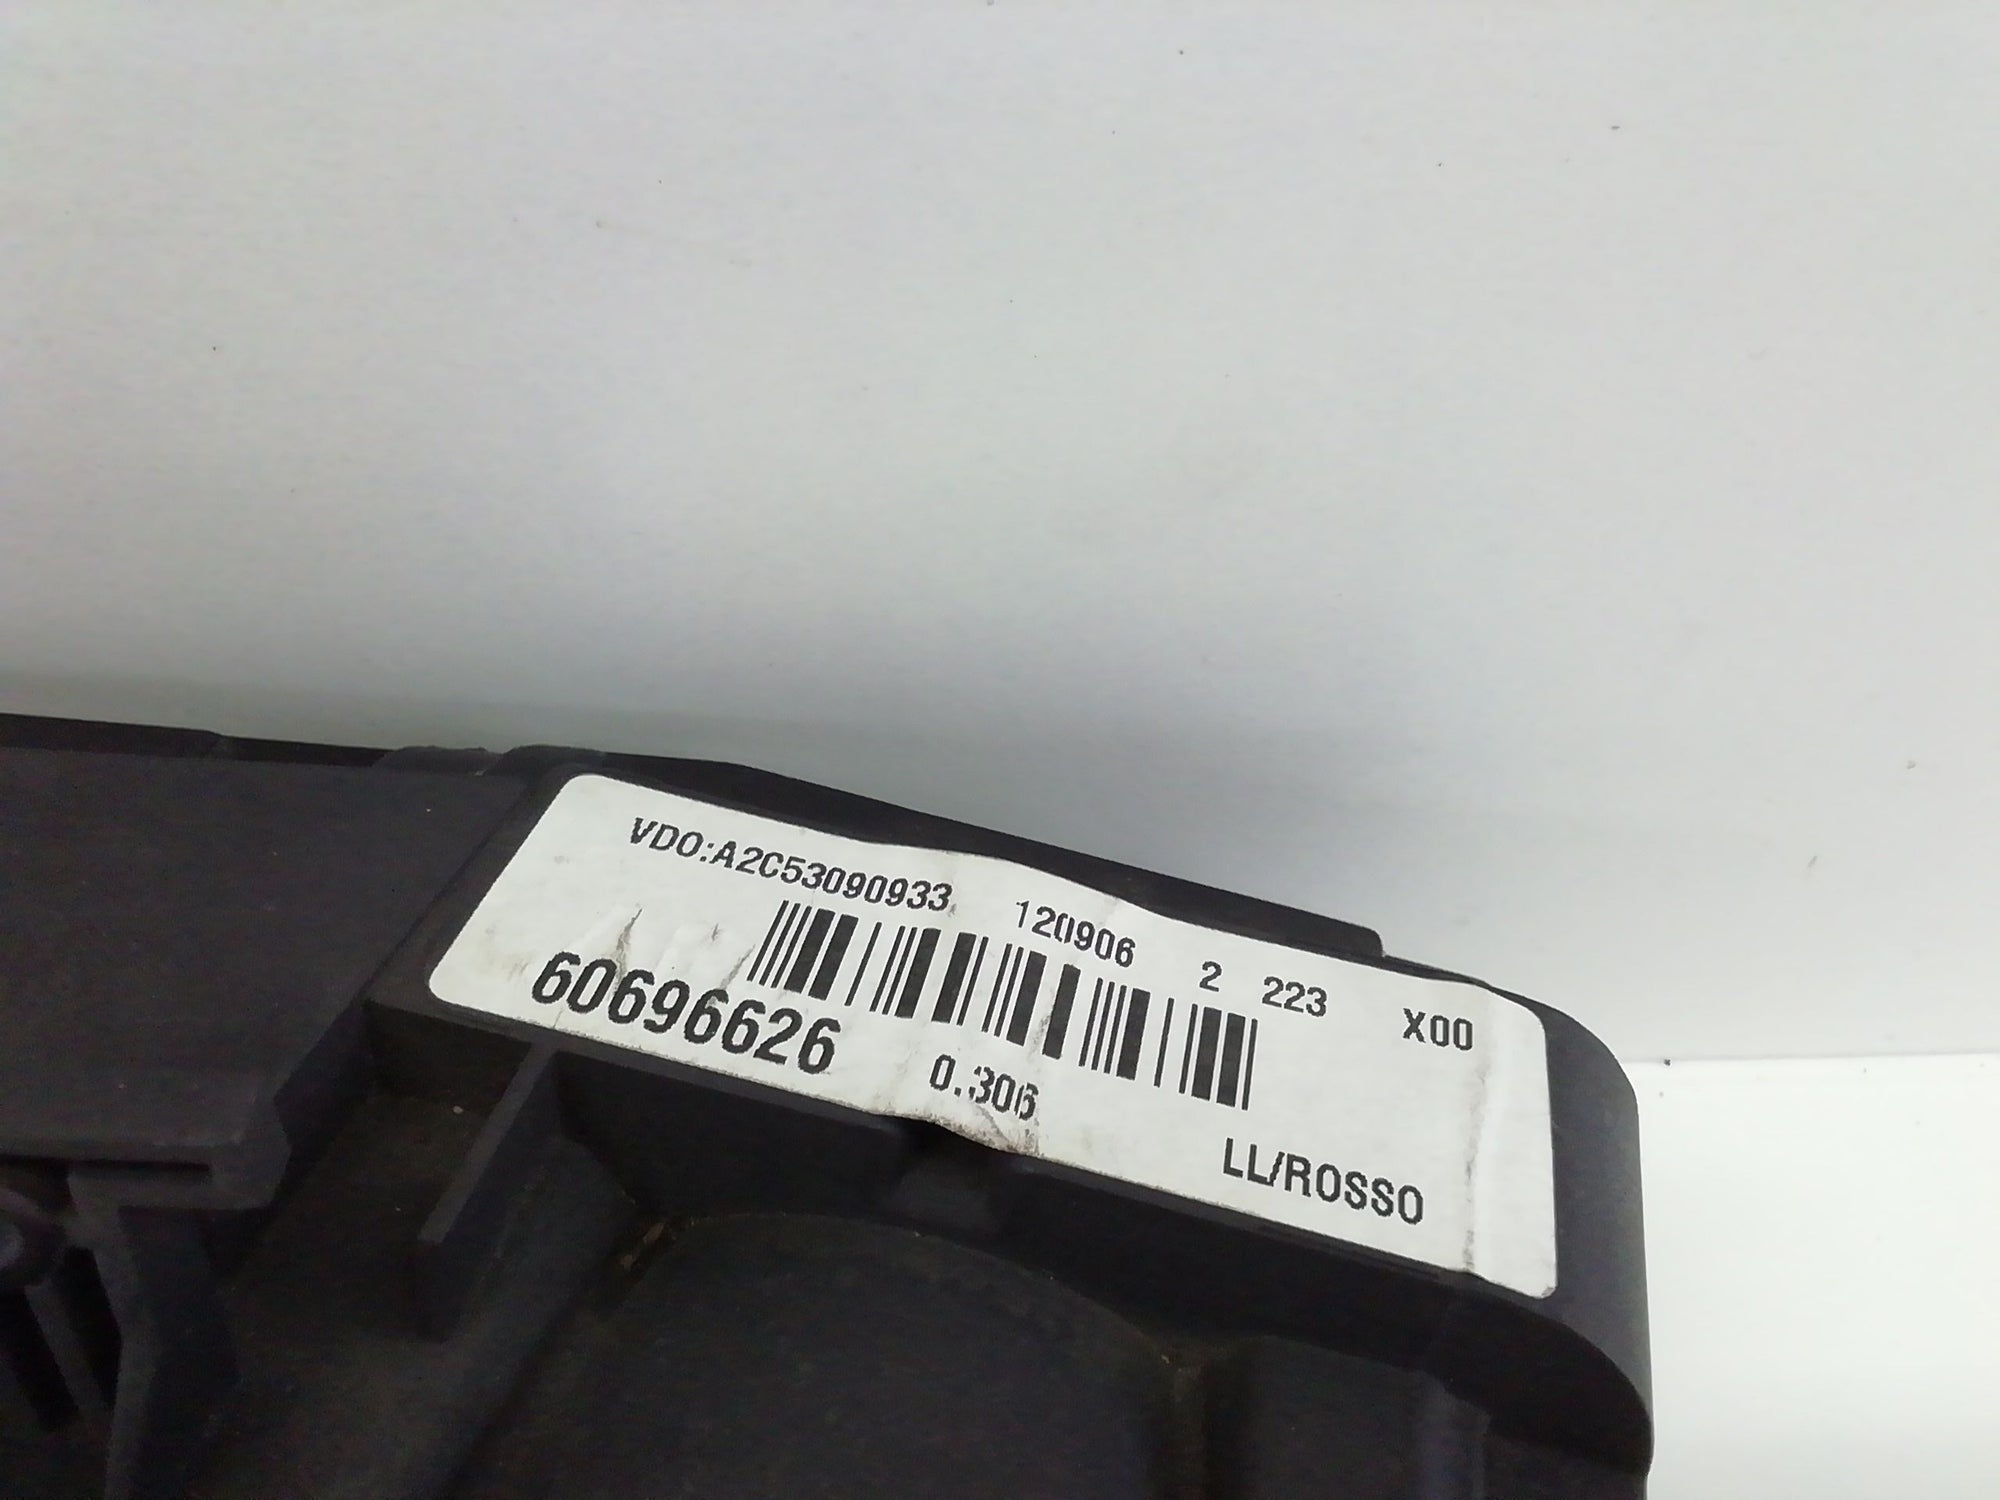 VDO:A2C53090933 120906 2 223 X00
60696626 0.306 LL/ROSSO